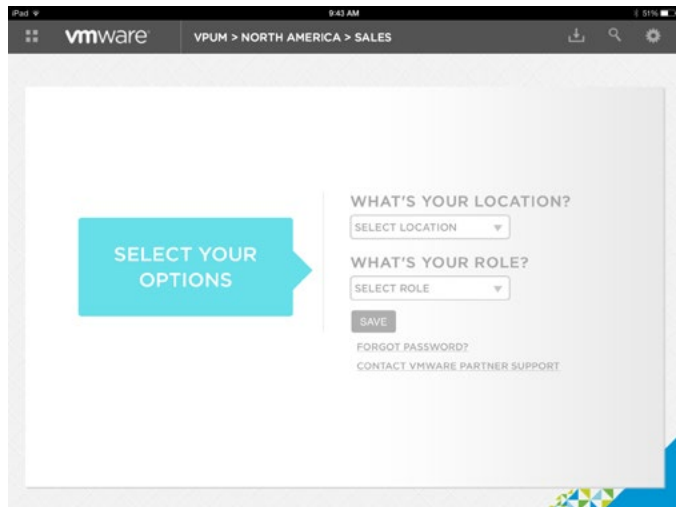 iPad
9:43 AM
51%
vmware
VPUM > NORTH AMERICA > SALES
SELECT YOUR
OPTIONS
WHAT'S YOUR LOCATION?
SELECT LOCATION
WHAT'S YOUR ROLE?
SELECT ROLE
SAVE
FORGOT PASSWORD?
CONTACT VMWARE PARTNER SUPPORT